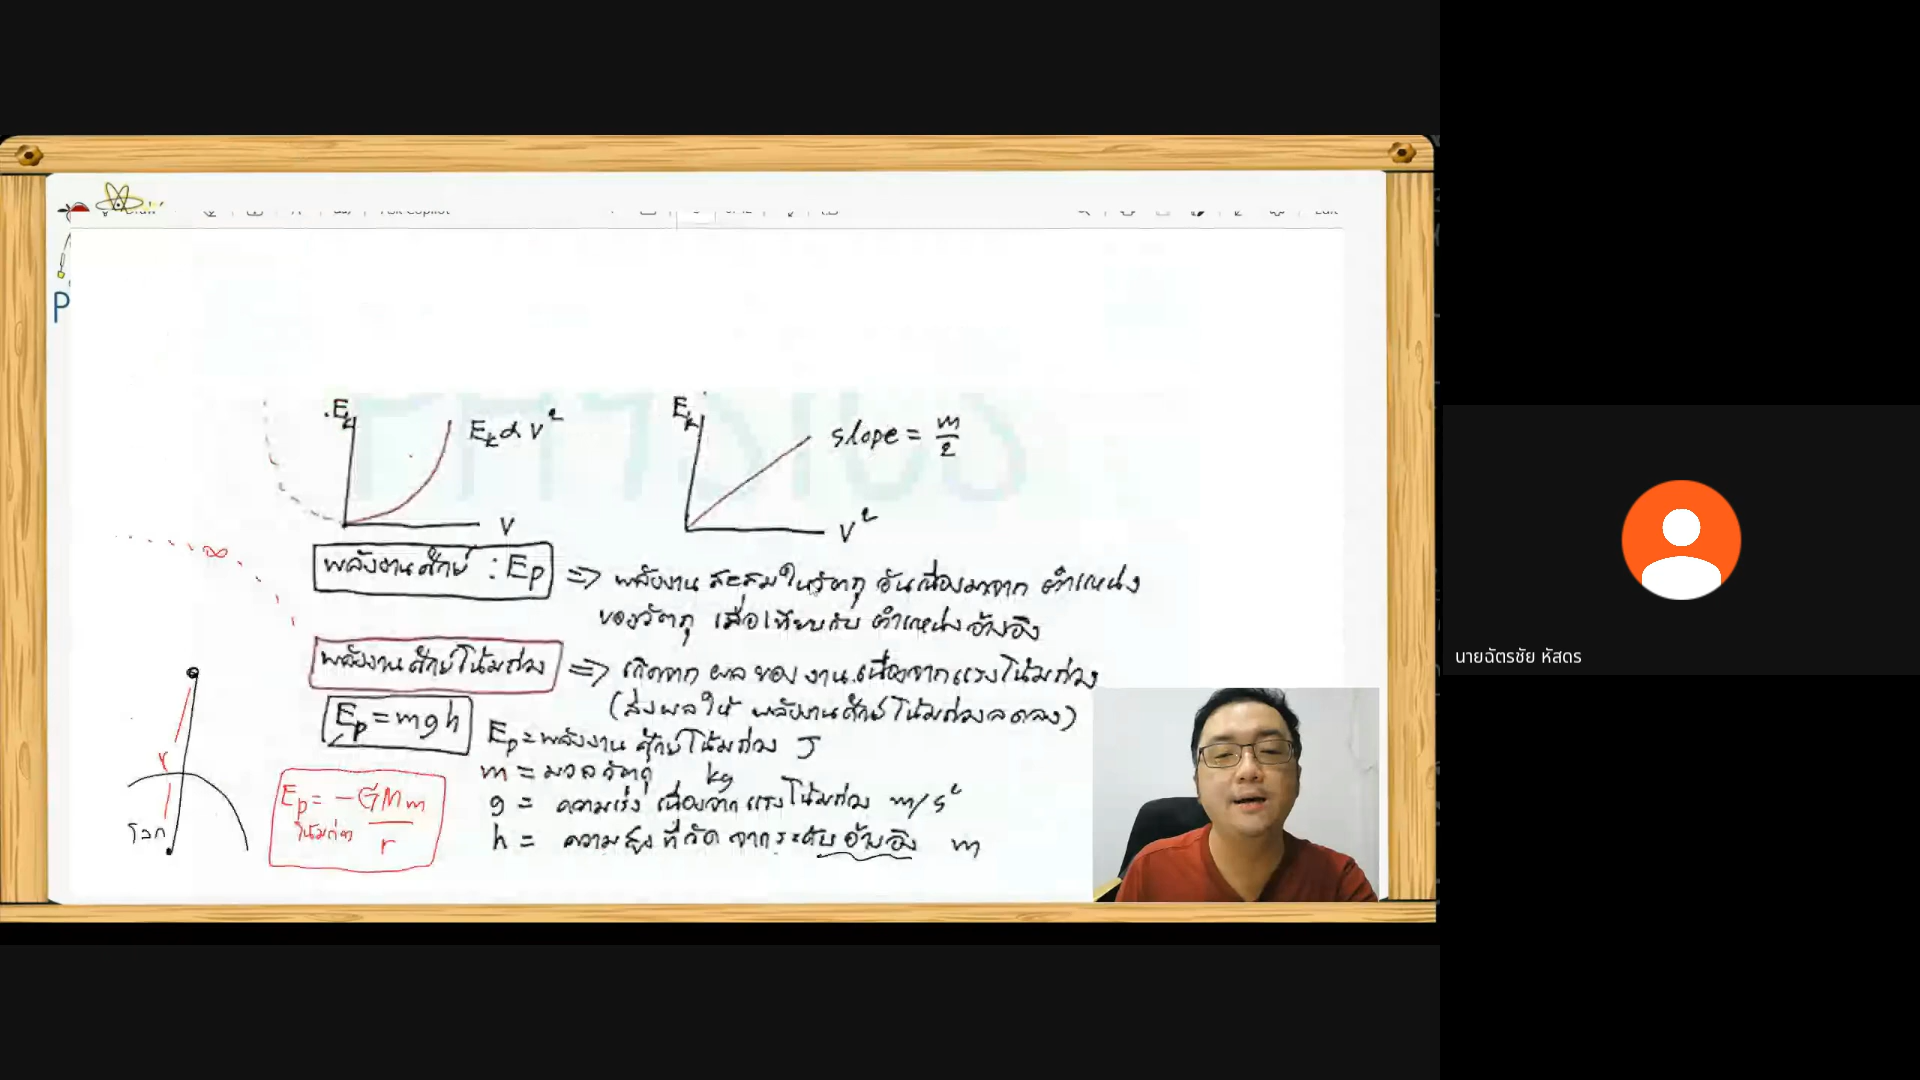 P
Ek
Ek α v²
v
Ek
slope = m/2
v²
พลังงานศักย์ : Ep ⇒ พลังงาน สะสมในวัตถุ อันเนื่องมาจาก ตำแหน่ง
ของวัตถุ เมื่อเทียบกับ ตำแหน่งอ้างอิง
∞
พลังงานศักย์โน้มถ่วง ⇒ เกิดจาก ผล ของ งานเนื่องจากแรงโน้มถ่วง
(ส่งผลให้ พลังงานศักย์โน้มถ่วงลดลง)
Ep = mgh
Ep = พลังงาน ศักย์โน้มถ่วง J
m = มวลวัตถุ kg
g = ความเร่ง เนื่องจากแรงโน้มถ่วง m/s²
h = ความสูง ที่วัด จากระดับ อ้างอิง m
r
โลก
Ep = -GMm/r
โน้มถ่วง
นายฉัตรชัย หัสดร